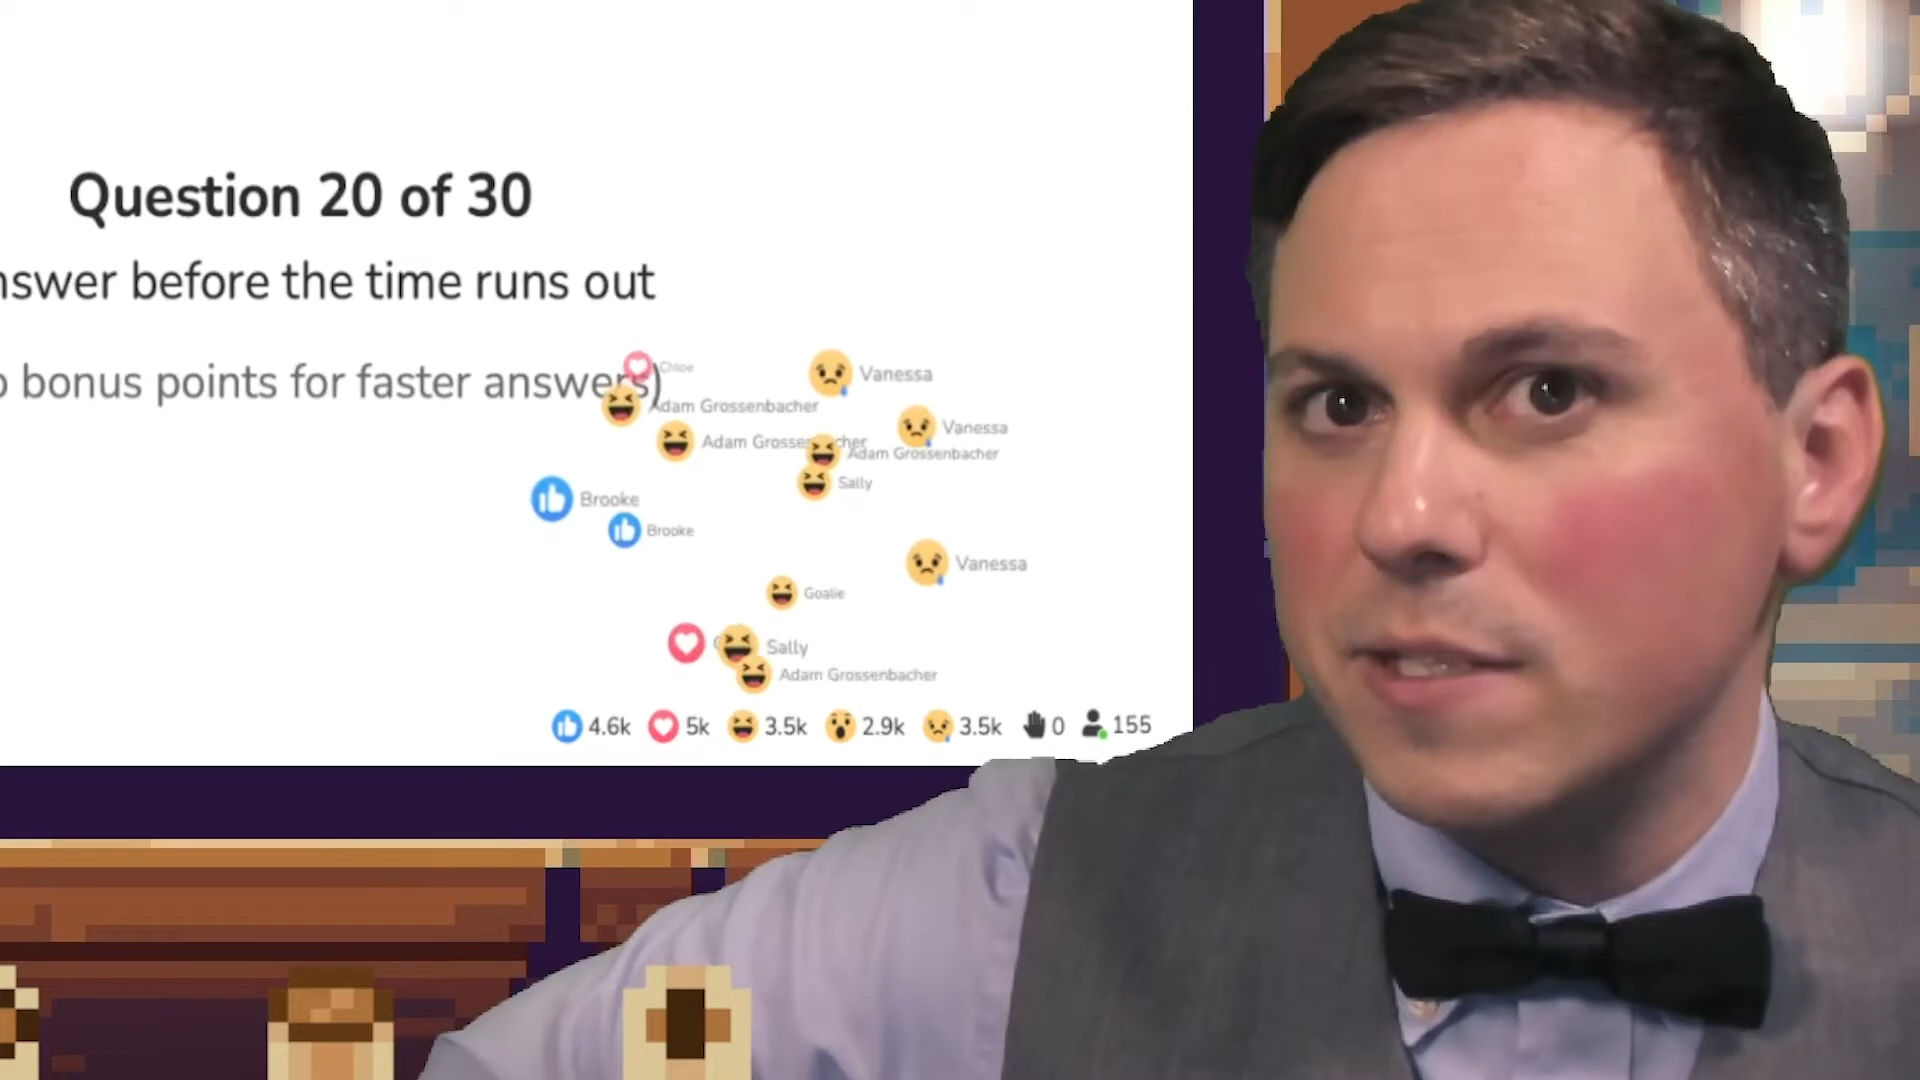 Question 20 of 30
nswer before the time runs out
o bonus points for faster answers)
Chloe
Vanessa
Adam Grossenbacher
Vanessa
Adam Grossenbacher
Adam Grossenbacher
Sally
Brooke
Brooke
Vanessa
Goalie
Sally
Adam Grossenbacher
4.6k 5k 3.5k 2.9k 3.5k 0 155